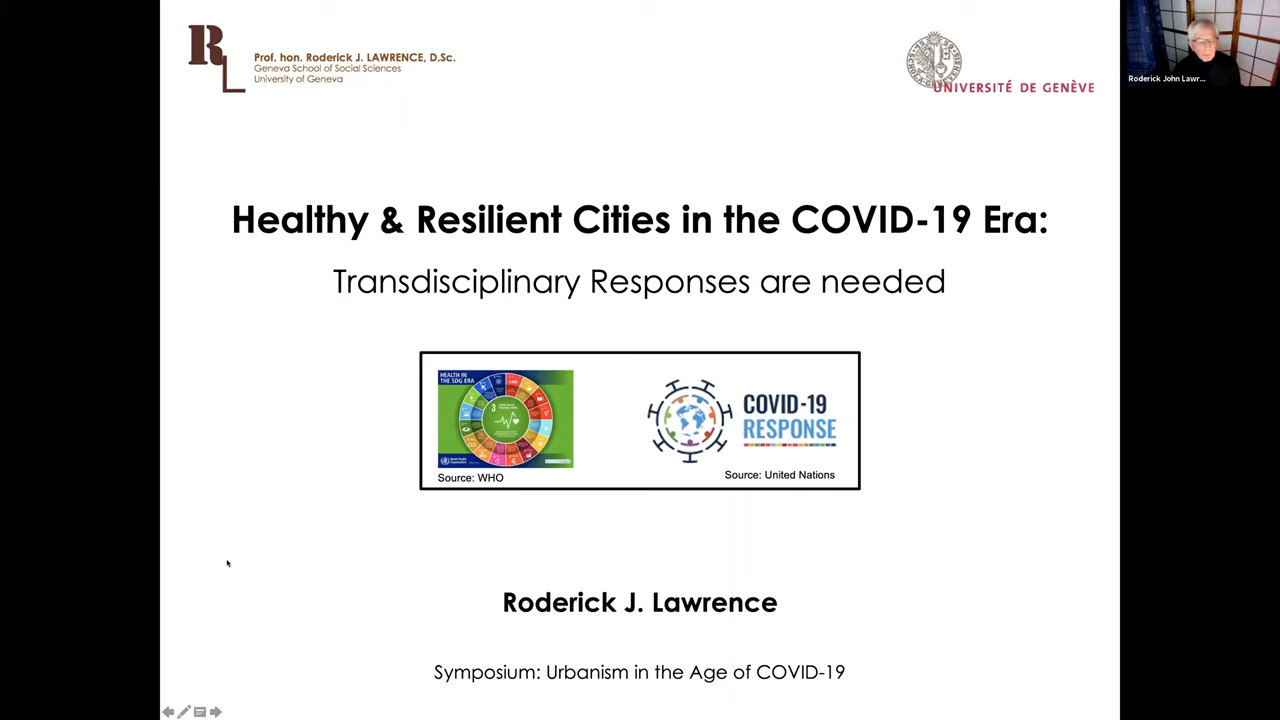 RL
Prof. hon. Roderick J. LAWRENCE, D.Sc.
Geneva School of Social Sciences
University of Geneva
UNIVERSITÉ DE GENÈVE
Roderick John Lawr...
Healthy & Resilient Cities in the COVID-19 Era:
Transdisciplinary Responses are needed
HEALTH IN
THE SDG ERA
3
COVID-19
RESPONSE
Source: WHO
Source: United Nations
Roderick J. Lawrence
Symposium: Urbanism in the Age of COVID-19